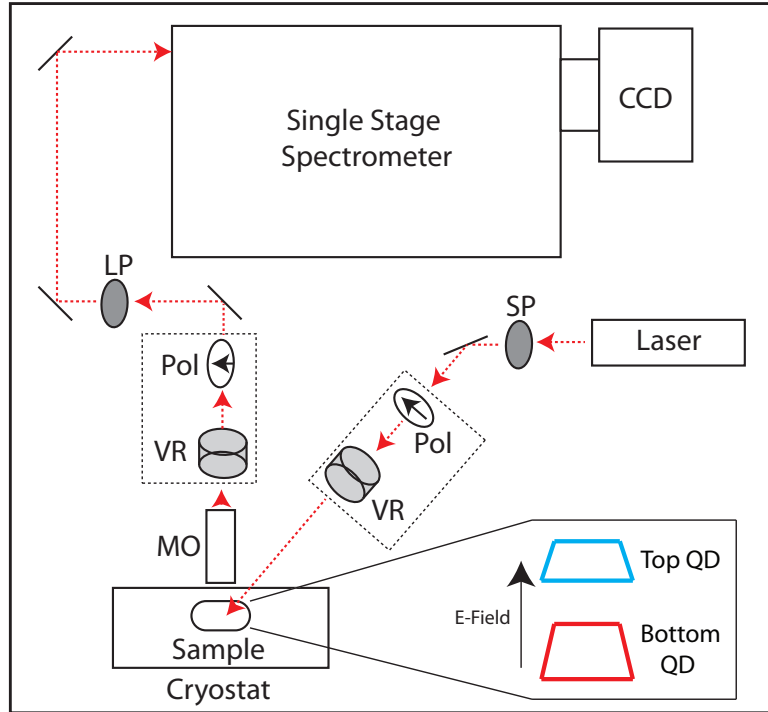 Single Stage
Spectrometer
CCD
LP
SP
Laser
Pol
Pol
VR
VR
MO
Sample
Cryostat
E-Field
Top QD
Bottom
QD